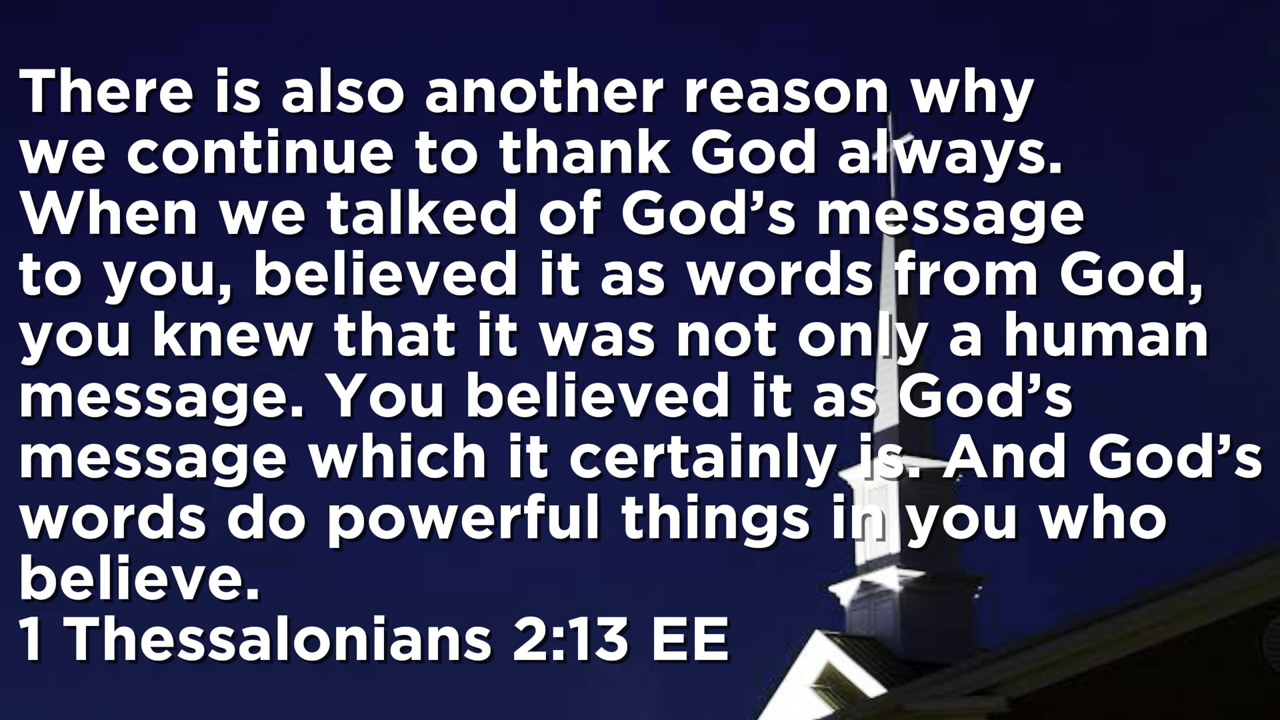 There is also another reason why
we continue to thank God always.
When we talked of God’s message
to you, believed it as words from God,
you knew that it was not only a human
message. You believed it as God’s
message which it certainly is. And God’s
words do powerful things in you who
believe.
1 Thessalonians 2:13 EE